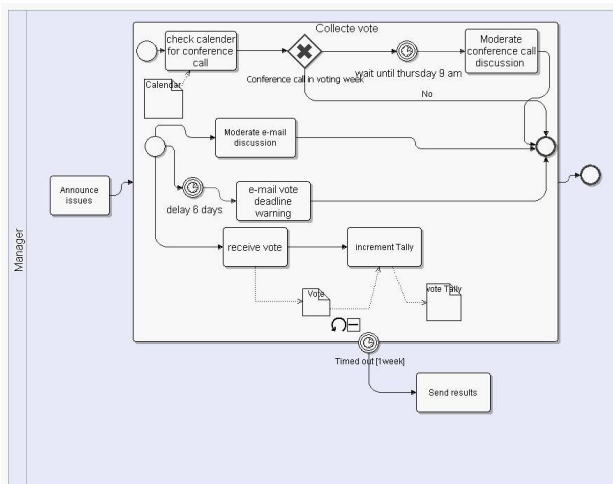 Collecte vote
check calender
for conference
call
Moderate
conference call
discussion
Conference call in voting week
wait until thursday 9 am
Calendar
No
Moderate e-mail
discussion
Announce
issues
delay 6 days
e-mail vote
deadline
warning
receive vote
increment Tally
Manager
Vote
vote Tally
Timed out [1week]
Send results